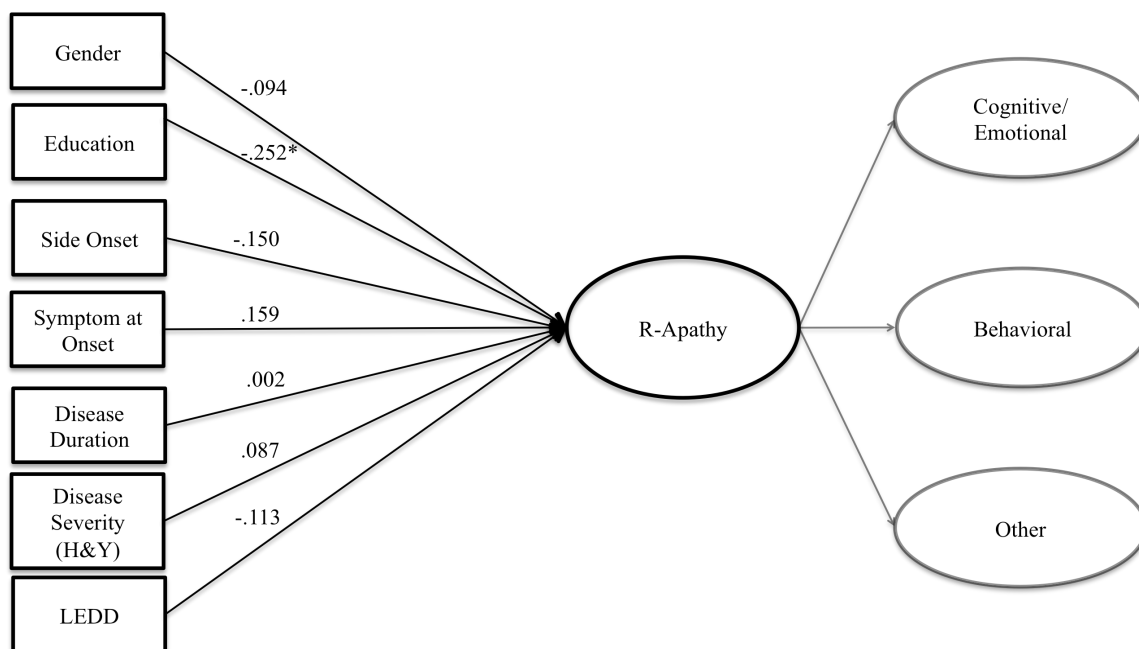 Gender
-.094
Education
-.252*
Side Onset
-.150
Symptom at
Onset
.159
Disease
Duration
.002
Disease
Severity
(H&Y)
.087
LEDD
-.113
R-Apathy
Cognitive/
Emotional
Behavioral
Other